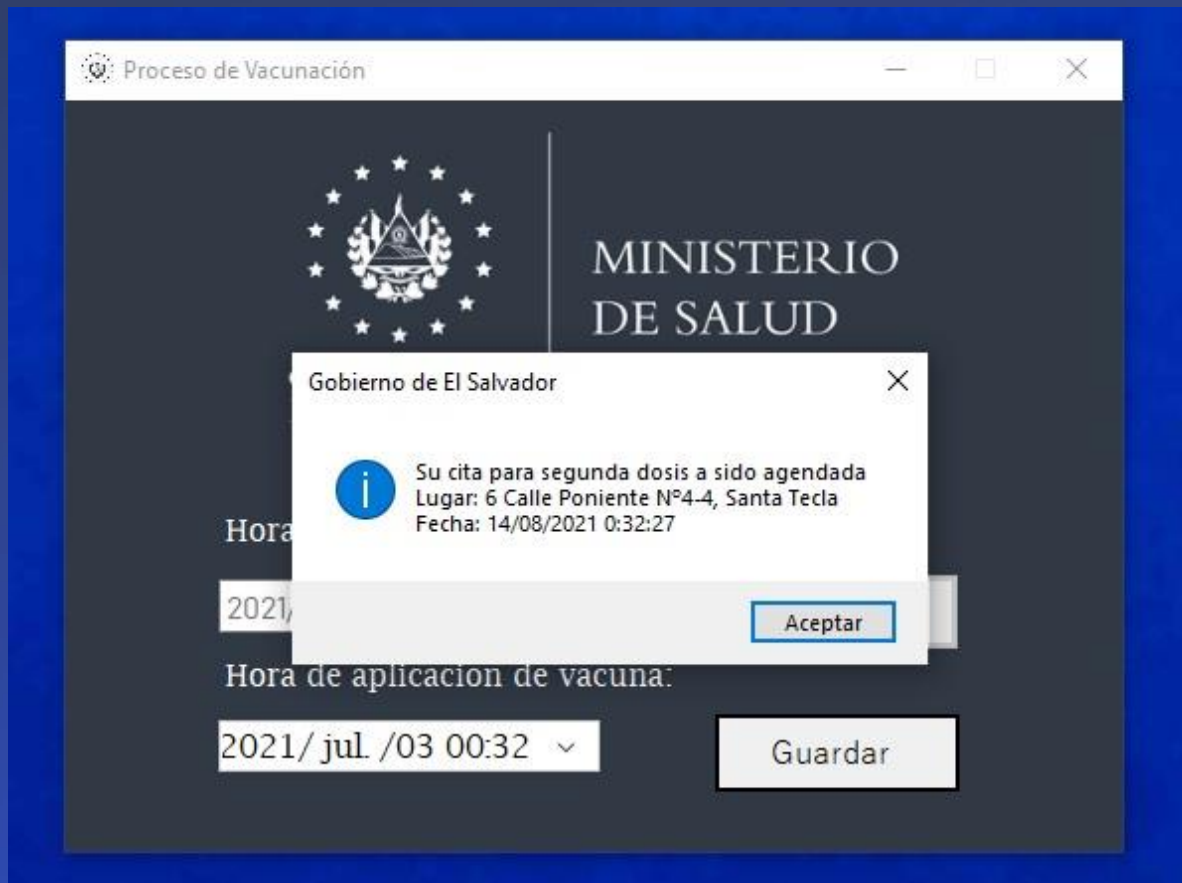 Proceso de Vacunación
MINISTERIO
DE SALUD
Gobierno de El Salvador
Su cita para segunda dosis a sido agendada
Lugar: 6 Calle Poniente Nº4-4, Santa Tecla
Fecha: 14/08/2021 0:32:27
Hora
2021/
Aceptar
Hora de aplicación de vacuna:
2021/ jul. /03 00:32
Guardar